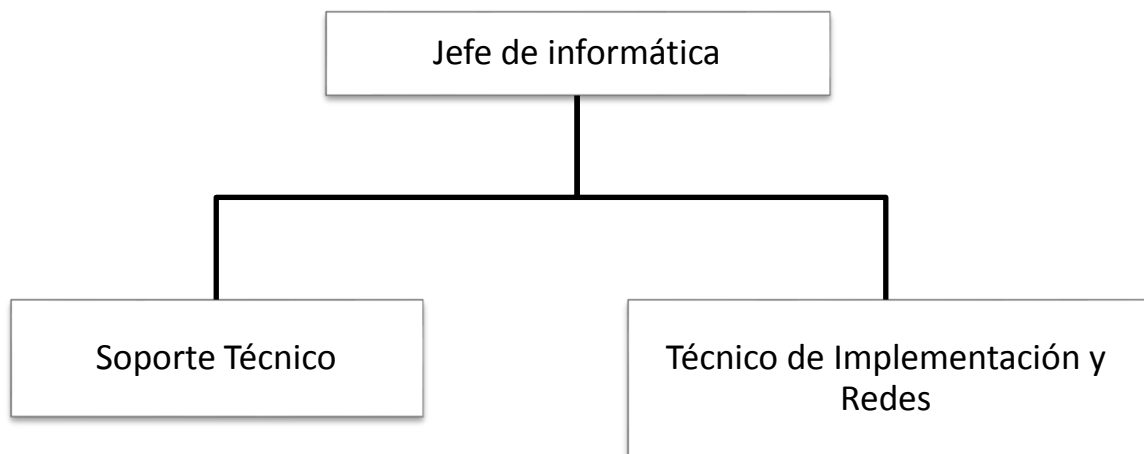 Jefe de informática
Soporte Técnico
Técnico de Implementación y
Redes